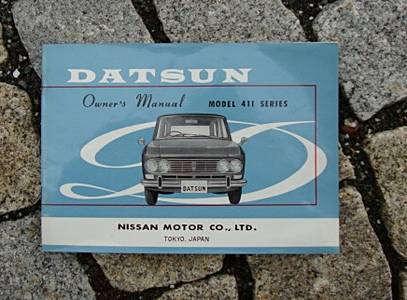 DATSUN
Owner's Manual MODEL 411 SERIES
DATSUN
NISSAN MOTOR CO., LTD.
TOKYO, JAPAN